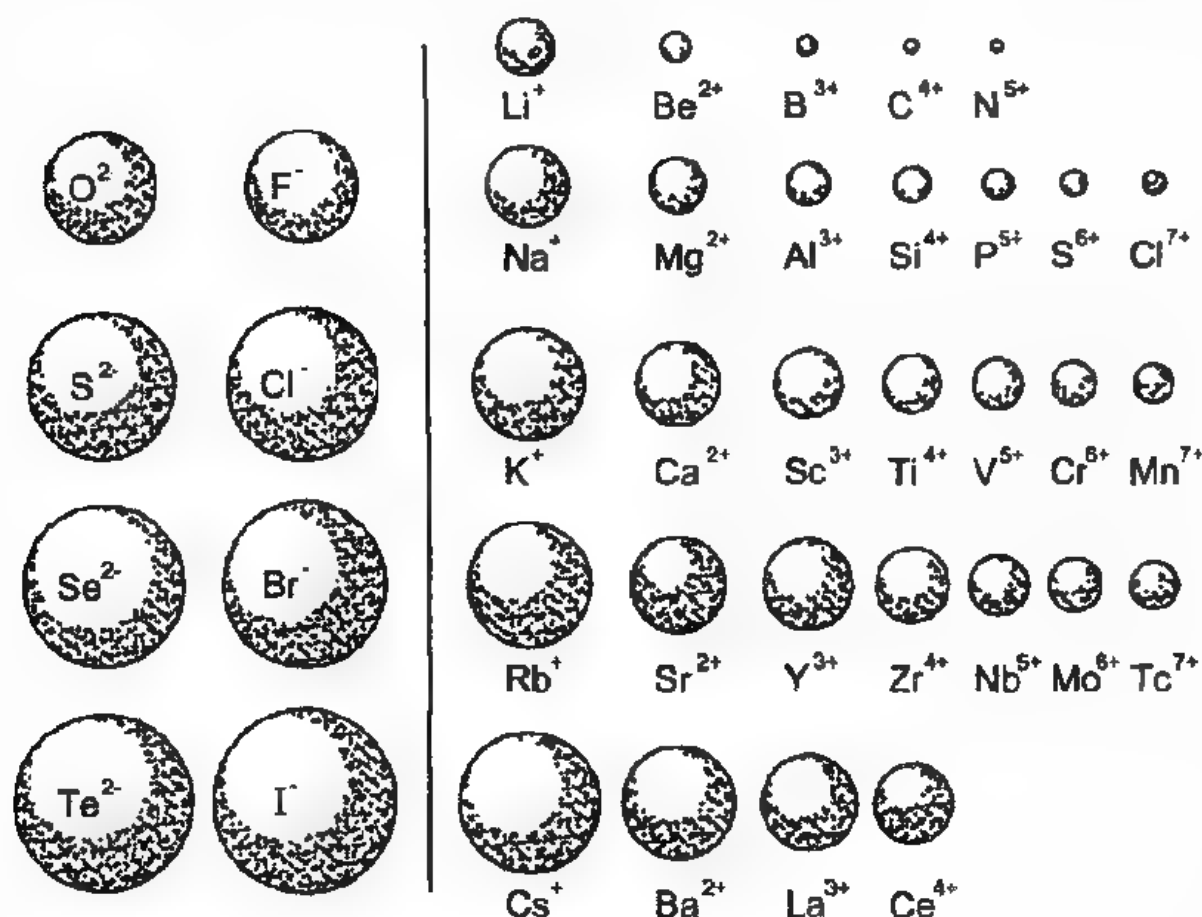 Li⁺ Be²⁺ B³⁺ C⁴⁺ N⁵⁺
O²⁻ F⁻
Na⁺ Mg²⁺ Al³⁺ Si⁴⁺ P⁵⁺ S⁶⁺ Cl⁷⁺
S²⁻ Cl⁻
K⁺ Ca²⁺ Sc³⁺ Ti⁴⁺ V⁵⁺ Cr⁶⁺ Mn⁷⁺
Se²⁻ Br⁻
Rb⁺ Sr²⁺ Y³⁺ Zr⁴⁺ Nb⁵⁺ Mo⁶⁺ Tc⁷⁺
Te²⁻ I⁻
Cs⁺ Ba²⁺ La³⁺ Ce⁴⁺